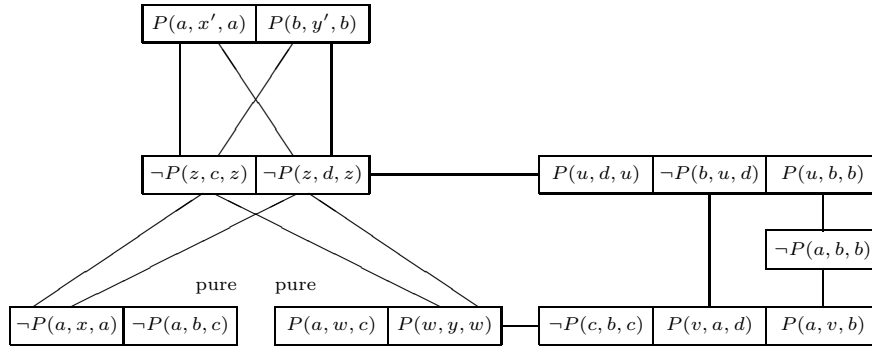 P(a, x′, a) P(b, y′, b)
¬P(z, c, z) ¬P(z, d, z) P(u, d, u) ¬P(b, u, d) P(u, b, b)
¬P(a, b, b)
pure pure
¬P(a, x, a) ¬P(a, b, c) P(a, w, c) P(w, y, w) ¬P(c, b, c) P(v, a, d) P(a, v, b)